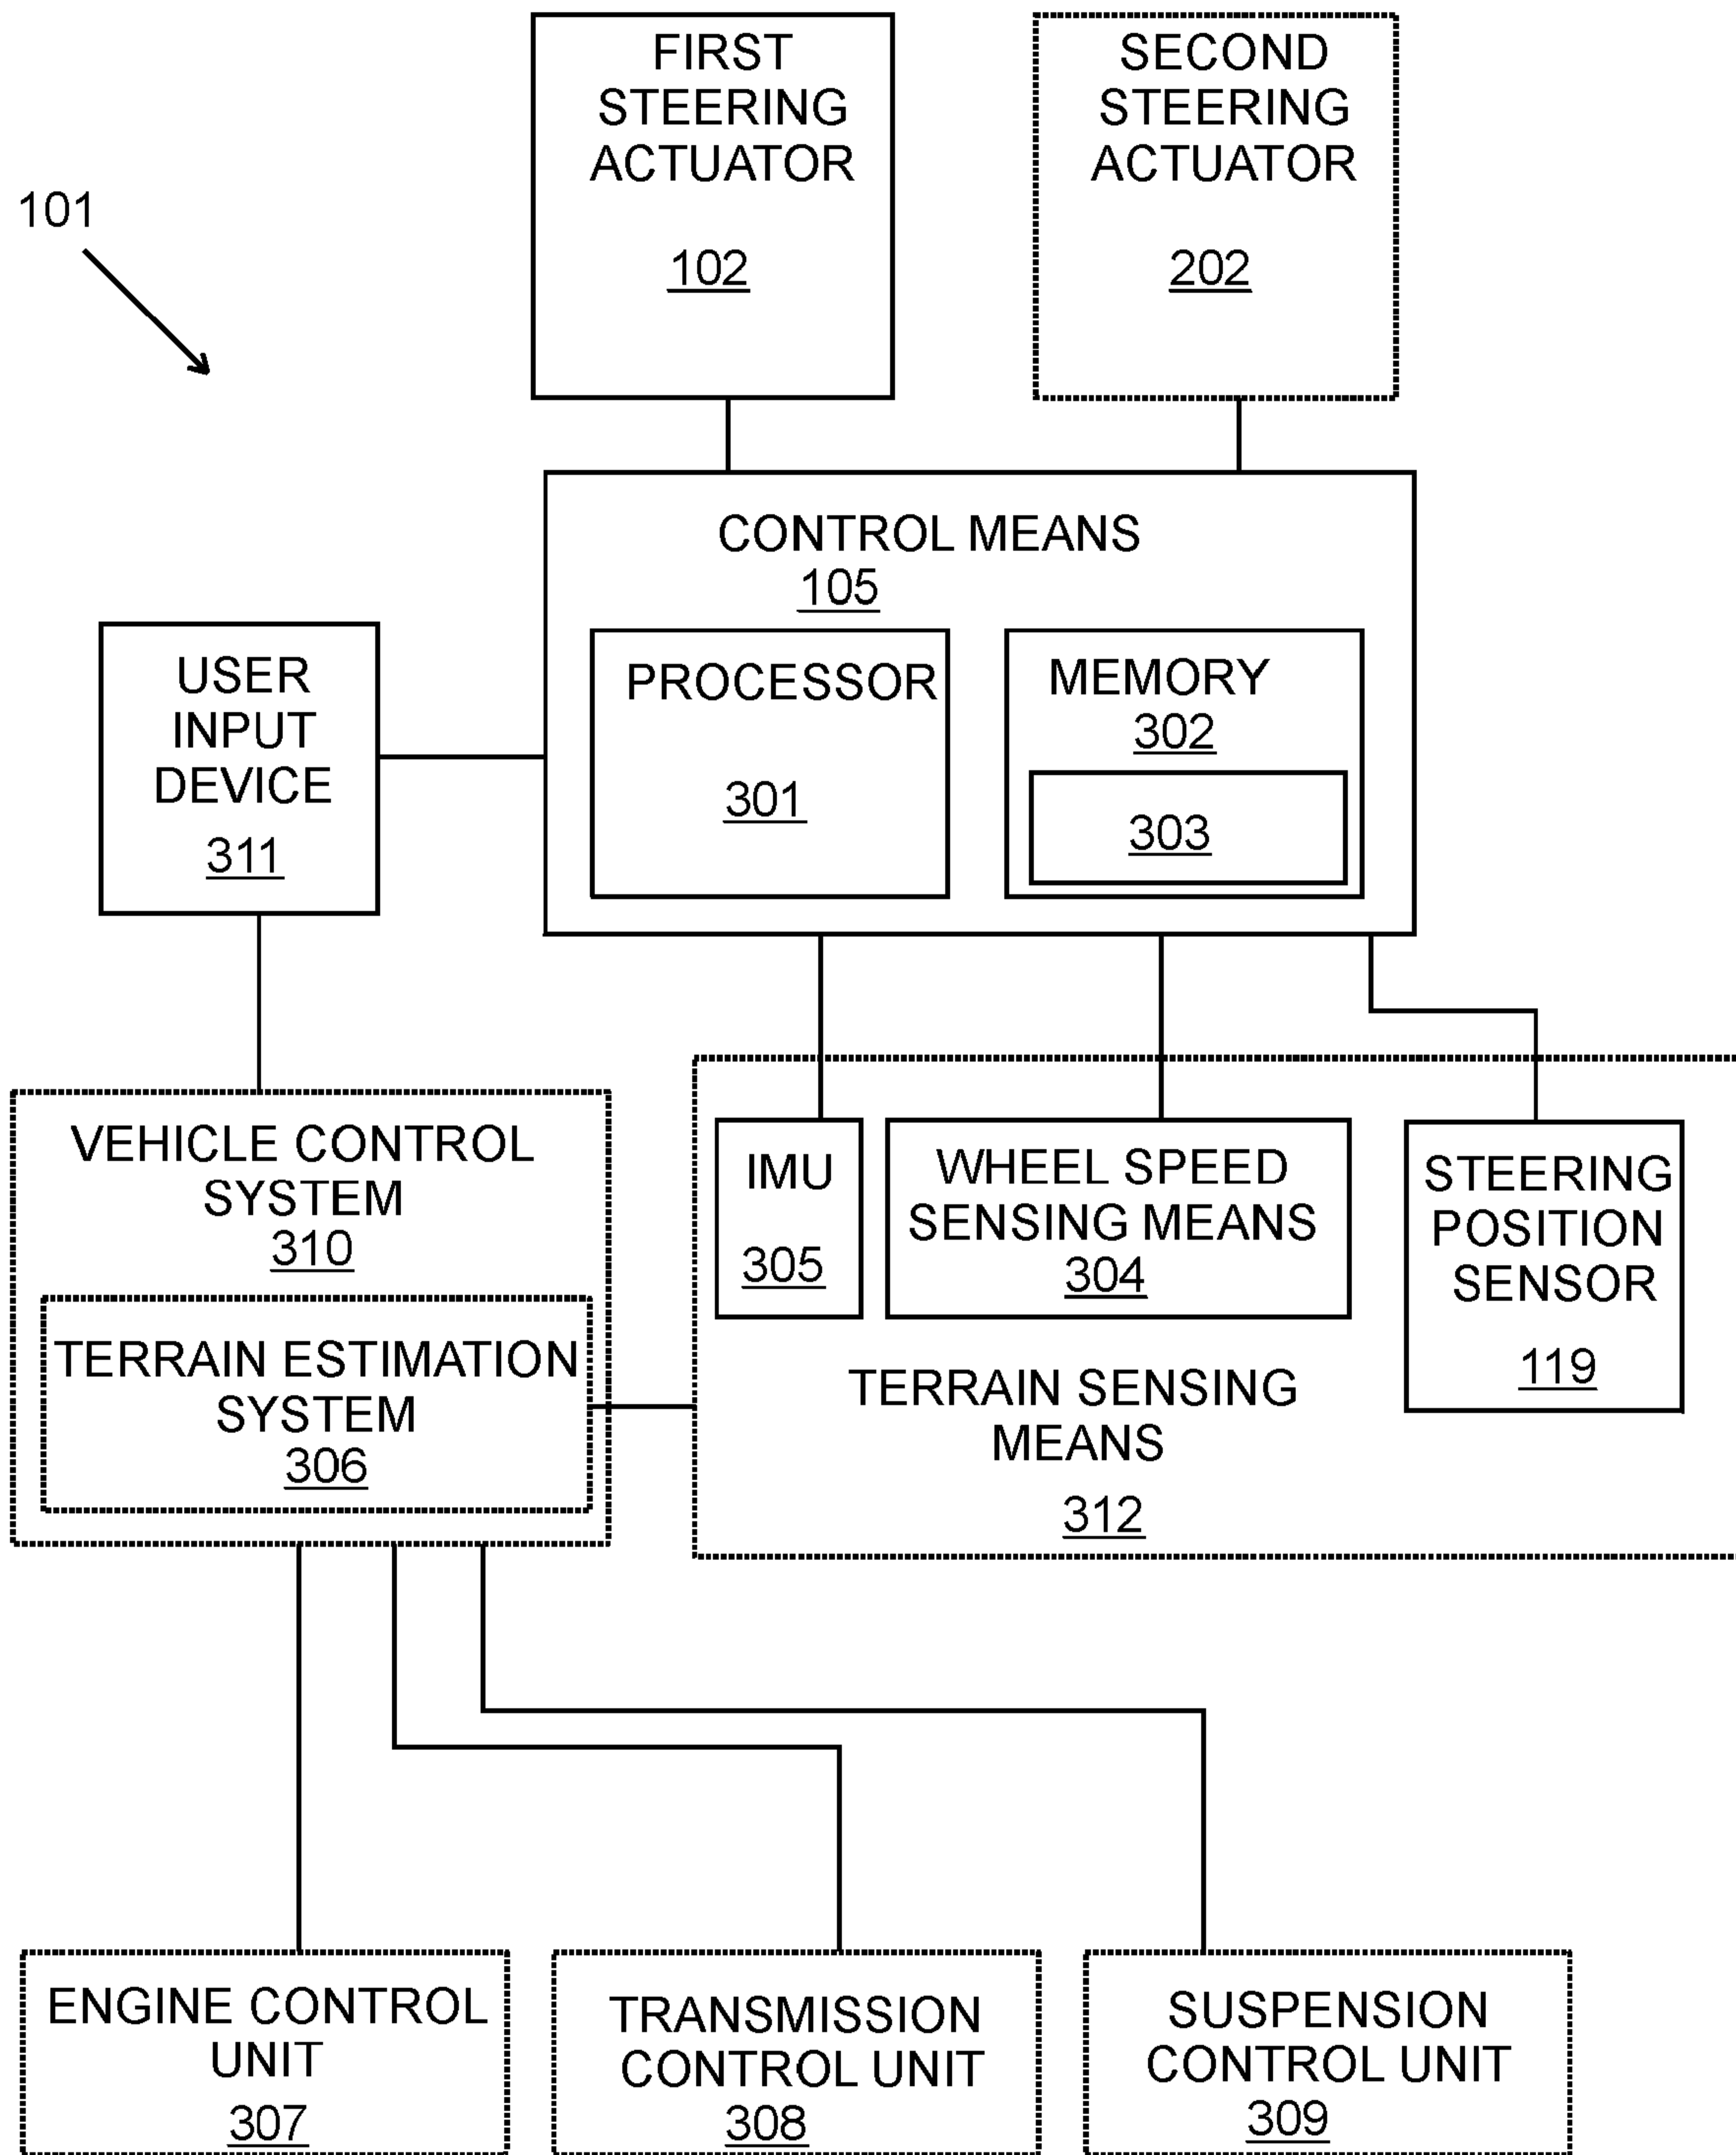 101
FIRST
STEERING
ACTUATOR
102
SECOND
STEERING
ACTUATOR
202
CONTROL MEANS
105
PROCESSOR
301
MEMORY
302
303
USER
INPUT
DEVICE
311
VEHICLE CONTROL
SYSTEM
310
TERRAIN ESTIMATION
SYSTEM
306
IMU
305
WHEEL SPEED
SENSING MEANS
304
STEERING
POSITION
SENSOR
119
TERRAIN SENSING
MEANS
312
ENGINE CONTROL
UNIT
307
TRANSMISSION
CONTROL UNIT
308
SUSPENSION
CONTROL UNIT
309